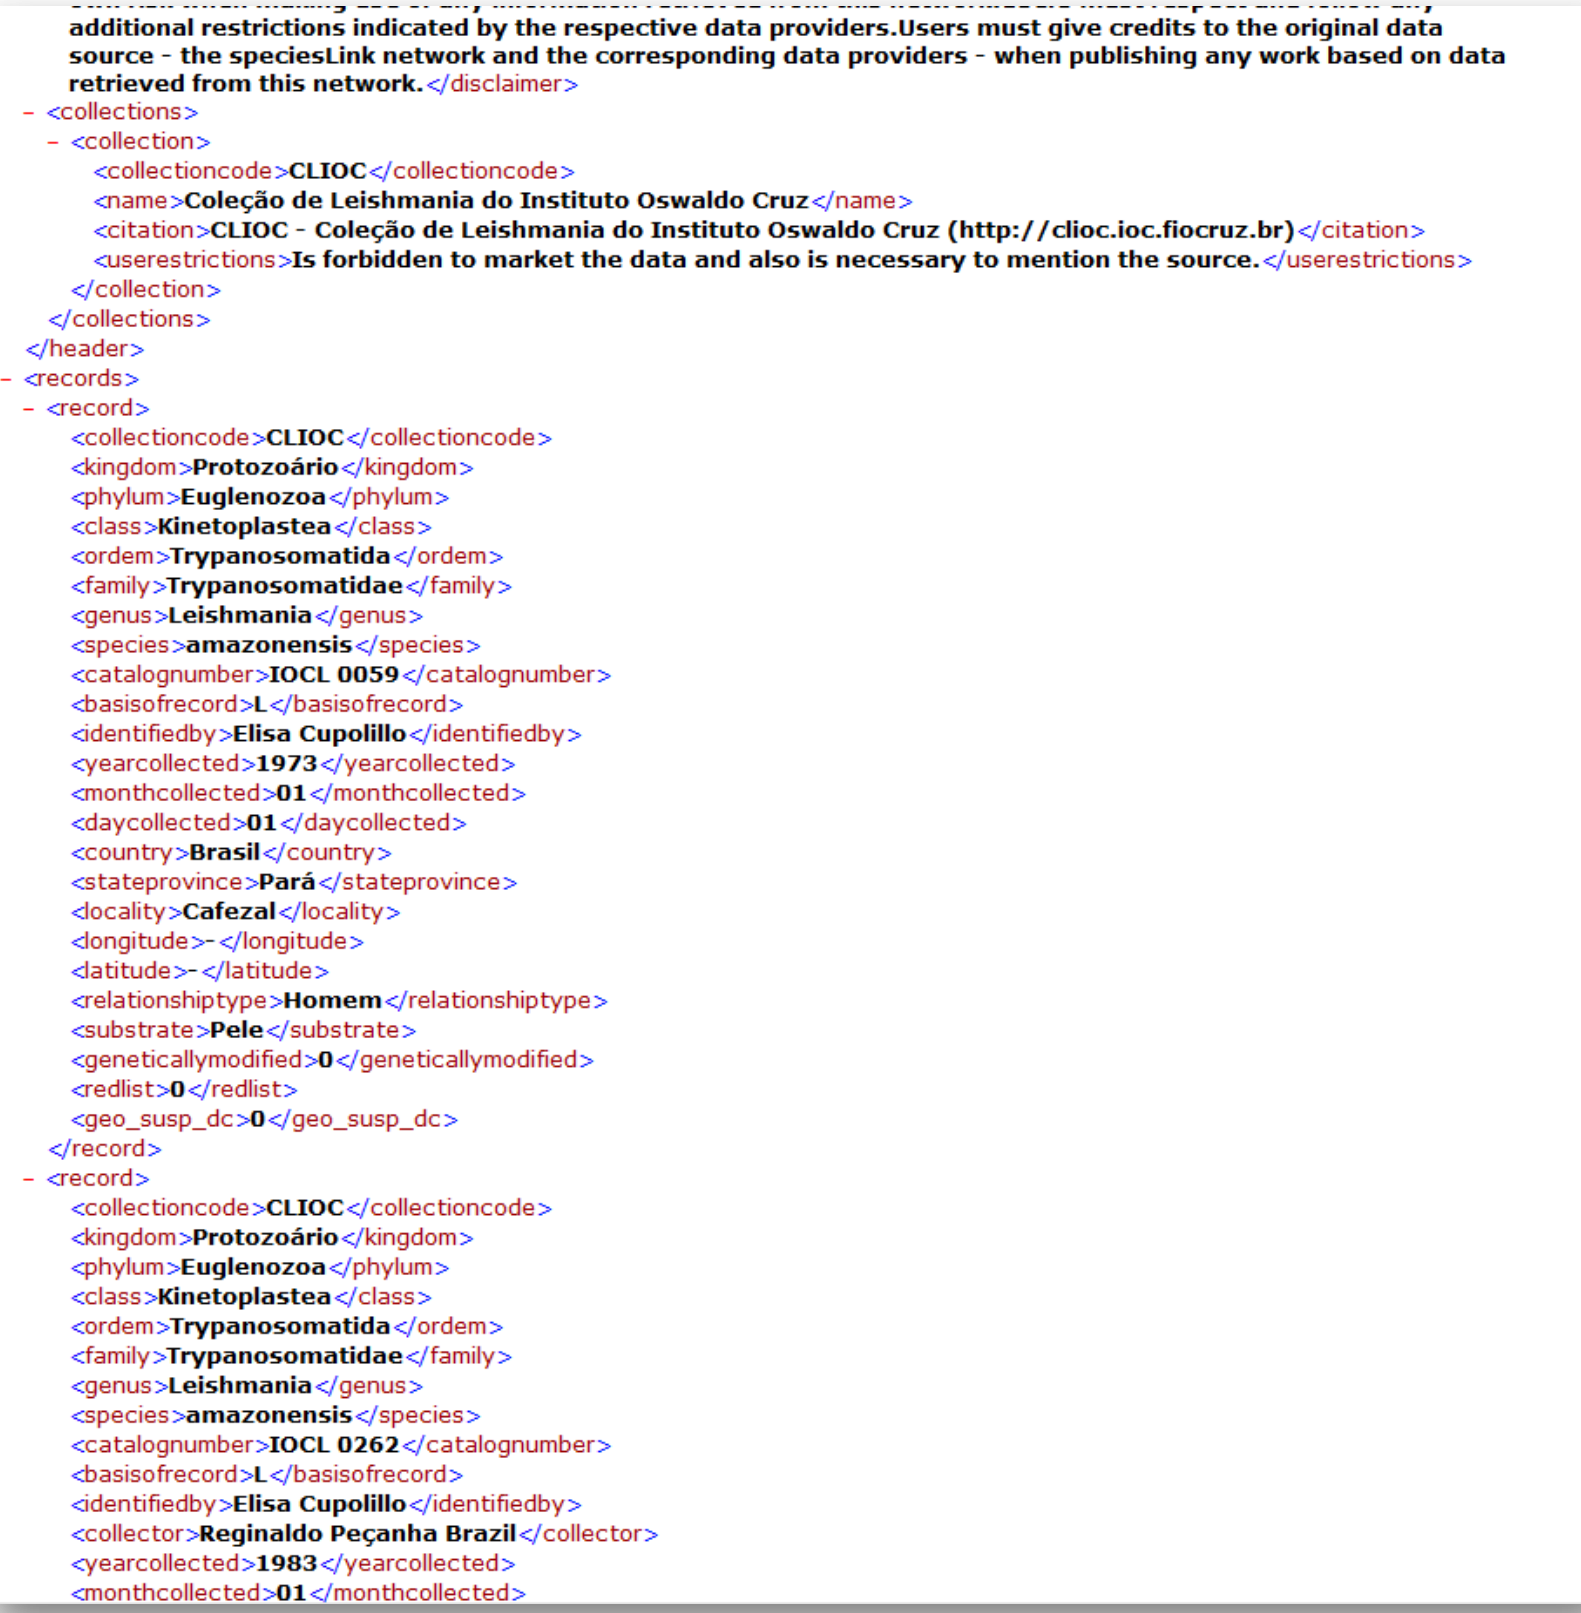 additional restrictions indicated by the respective data providers.Users must give credits to the original data
source - the speciesLink network and the corresponding data providers - when publishing any work based on data
retrieved from this network.</disclaimer>
- <collections>
- <collection>
<collectioncode>CLIOC</collectioncode>
<name>Coleção de Leishmania do Instituto Oswaldo Cruz</name>
<citation>CLIOC - Coleção de Leishmania do Instituto Oswaldo Cruz (http://clioc.ioc.fiocruz.br)</citation>
<userestrictions>Is forbidden to market the data and also is necessary to mention the source.</userestrictions>
</collection>
</collections>
</header>
- <records>
- <record>
<collectioncode>CLIOC</collectioncode>
<kingdom>Protozoário</kingdom>
<phylum>Euglenozoa</phylum>
<class>Kinetoplastea</class>
<ordem>Trypanosomatida</ordem>
<family>Trypanosomatidae</family>
<genus>Leishmania</genus>
<species>amazonensis</species>
<catalognumber>IOCL 0059</catalognumber>
<basisofrecord>L</basisofrecord>
<identifiedby>Elisa Cupolillo</identifiedby>
<yearcollected>1973</yearcollected>
<monthcollected>01</monthcollected>
<daycollected>01</daycollected>
<country>Brasil</country>
<stateprovince>Pará</stateprovince>
<locality>Cafezal</locality>
<longitude>-</longitude>
<latitude>-</latitude>
<relationshiptype>Homem</relationshiptype>
<substrate>Pele</substrate>
<geneticallymodified>0</geneticallymodified>
<redlist>0</redlist>
<geo_susp_dc>0</geo_susp_dc>
</record>
- <record>
<collectioncode>CLIOC</collectioncode>
<kingdom>Protozoário</kingdom>
<phylum>Euglenozoa</phylum>
<class>Kinetoplastea</class>
<ordem>Trypanosomatida</ordem>
<family>Trypanosomatidae</family>
<genus>Leishmania</genus>
<species>amazonensis</species>
<catalognumber>IOCL 0262</catalognumber>
<basisofrecord>L</basisofrecord>
<identifiedby>Elisa Cupolillo</identifiedby>
<collector>Reginaldo Peçanha Brazil</collector>
<yearcollected>1983</yearcollected>
<monthcollected>01</monthcollected>